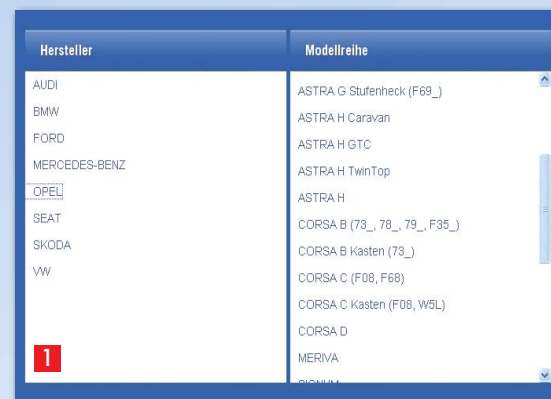 Hersteller
AUDI
BMW
FORD
MERCEDES-BENZ
OPEL
SEAT
SKODA
VW
1
Modellreihe
ASTRA G Stufenheck (F69_)
ASTRA H Caravan
ASTRA H GTC
ASTRA H TwinTop
ASTRA H
CORSA B (73_, 78_, 79_, F35_)
CORSA B Kasten (73_)
CORSA C (F08, F68)
CORSA C Kasten (F08, W5L)
CORSA D
MERIVA